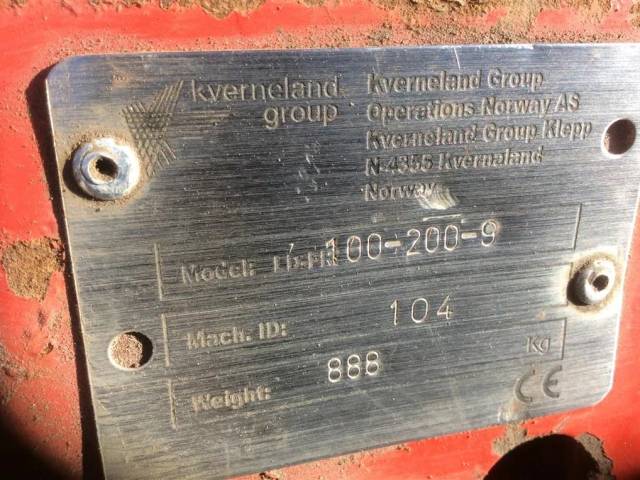 kverneland
group
Kverneland Group
Operations Norway AS
Kverneland Group Klepp
N-4355 Kvernaland
Norway
Model: 100-200-9
Mach. ID: 104
Weight: 888 Kg
CE